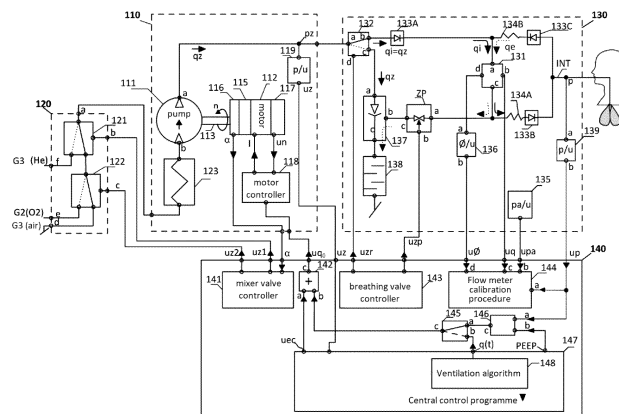 110
130
pz
qz
119
p/u
uz
132
a b
c
133A
qi=qz
qi
qe
134B
133C
131
a
d
b
c
INT
p
111
pump
a
b
113
116
115
112
117
motor
n
α
I
un
118
motor controller
123
120
a
121
b
122
c
G3 (He)
f
G2(O2)
e
G3 (air)
d
qz
a
b
c
137
138
ZP
a
c
b
134A
133B
a
Ø/u
136
135
pa/u
a
p/u
b
139
uz2
uz1
α
uq₀
uz
uzr
uzp
uØ
uq
upa
up
140
141
mixer valve controller
142
c
+
a
b
143
breathing valve controller
144
Flow meter calibration procedure
d
c
b
a
145
a
c
b
146
a
c
b
uec
q(t)
PEEP
147
Ventilation algorithm
148
Central control programme